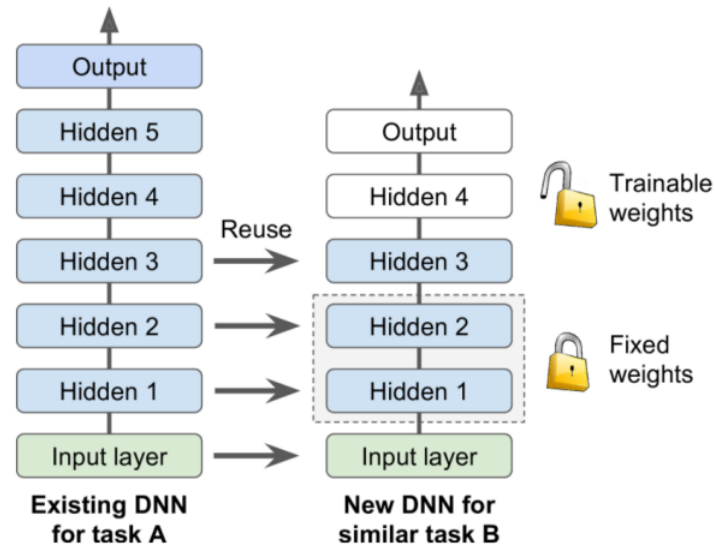 Output
Hidden 5
Hidden 4
Hidden 3
Hidden 2
Hidden 1
Input layer
Existing DNN
for task A
Reuse
Output
Hidden 4
Hidden 3
Hidden 2
Hidden 1
Input layer
New DNN for
similar task B
Trainable
weights
Fixed
weights